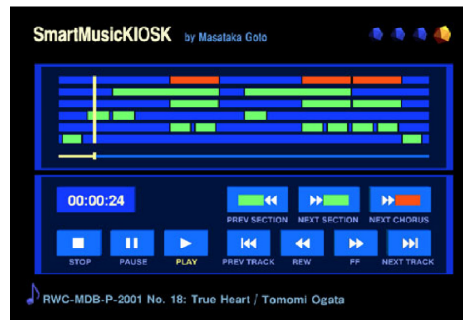 SmartMusicKIOSK by Masataka Goto
00:00:24
PREV SECTION NEXT SECTION NEXT CHORUS
STOP PAUSE PLAY PREV TRACK REW FF NEXT TRACK
RWC-MDB-P-2001 No. 18: True Heart / Tomomi Ogata